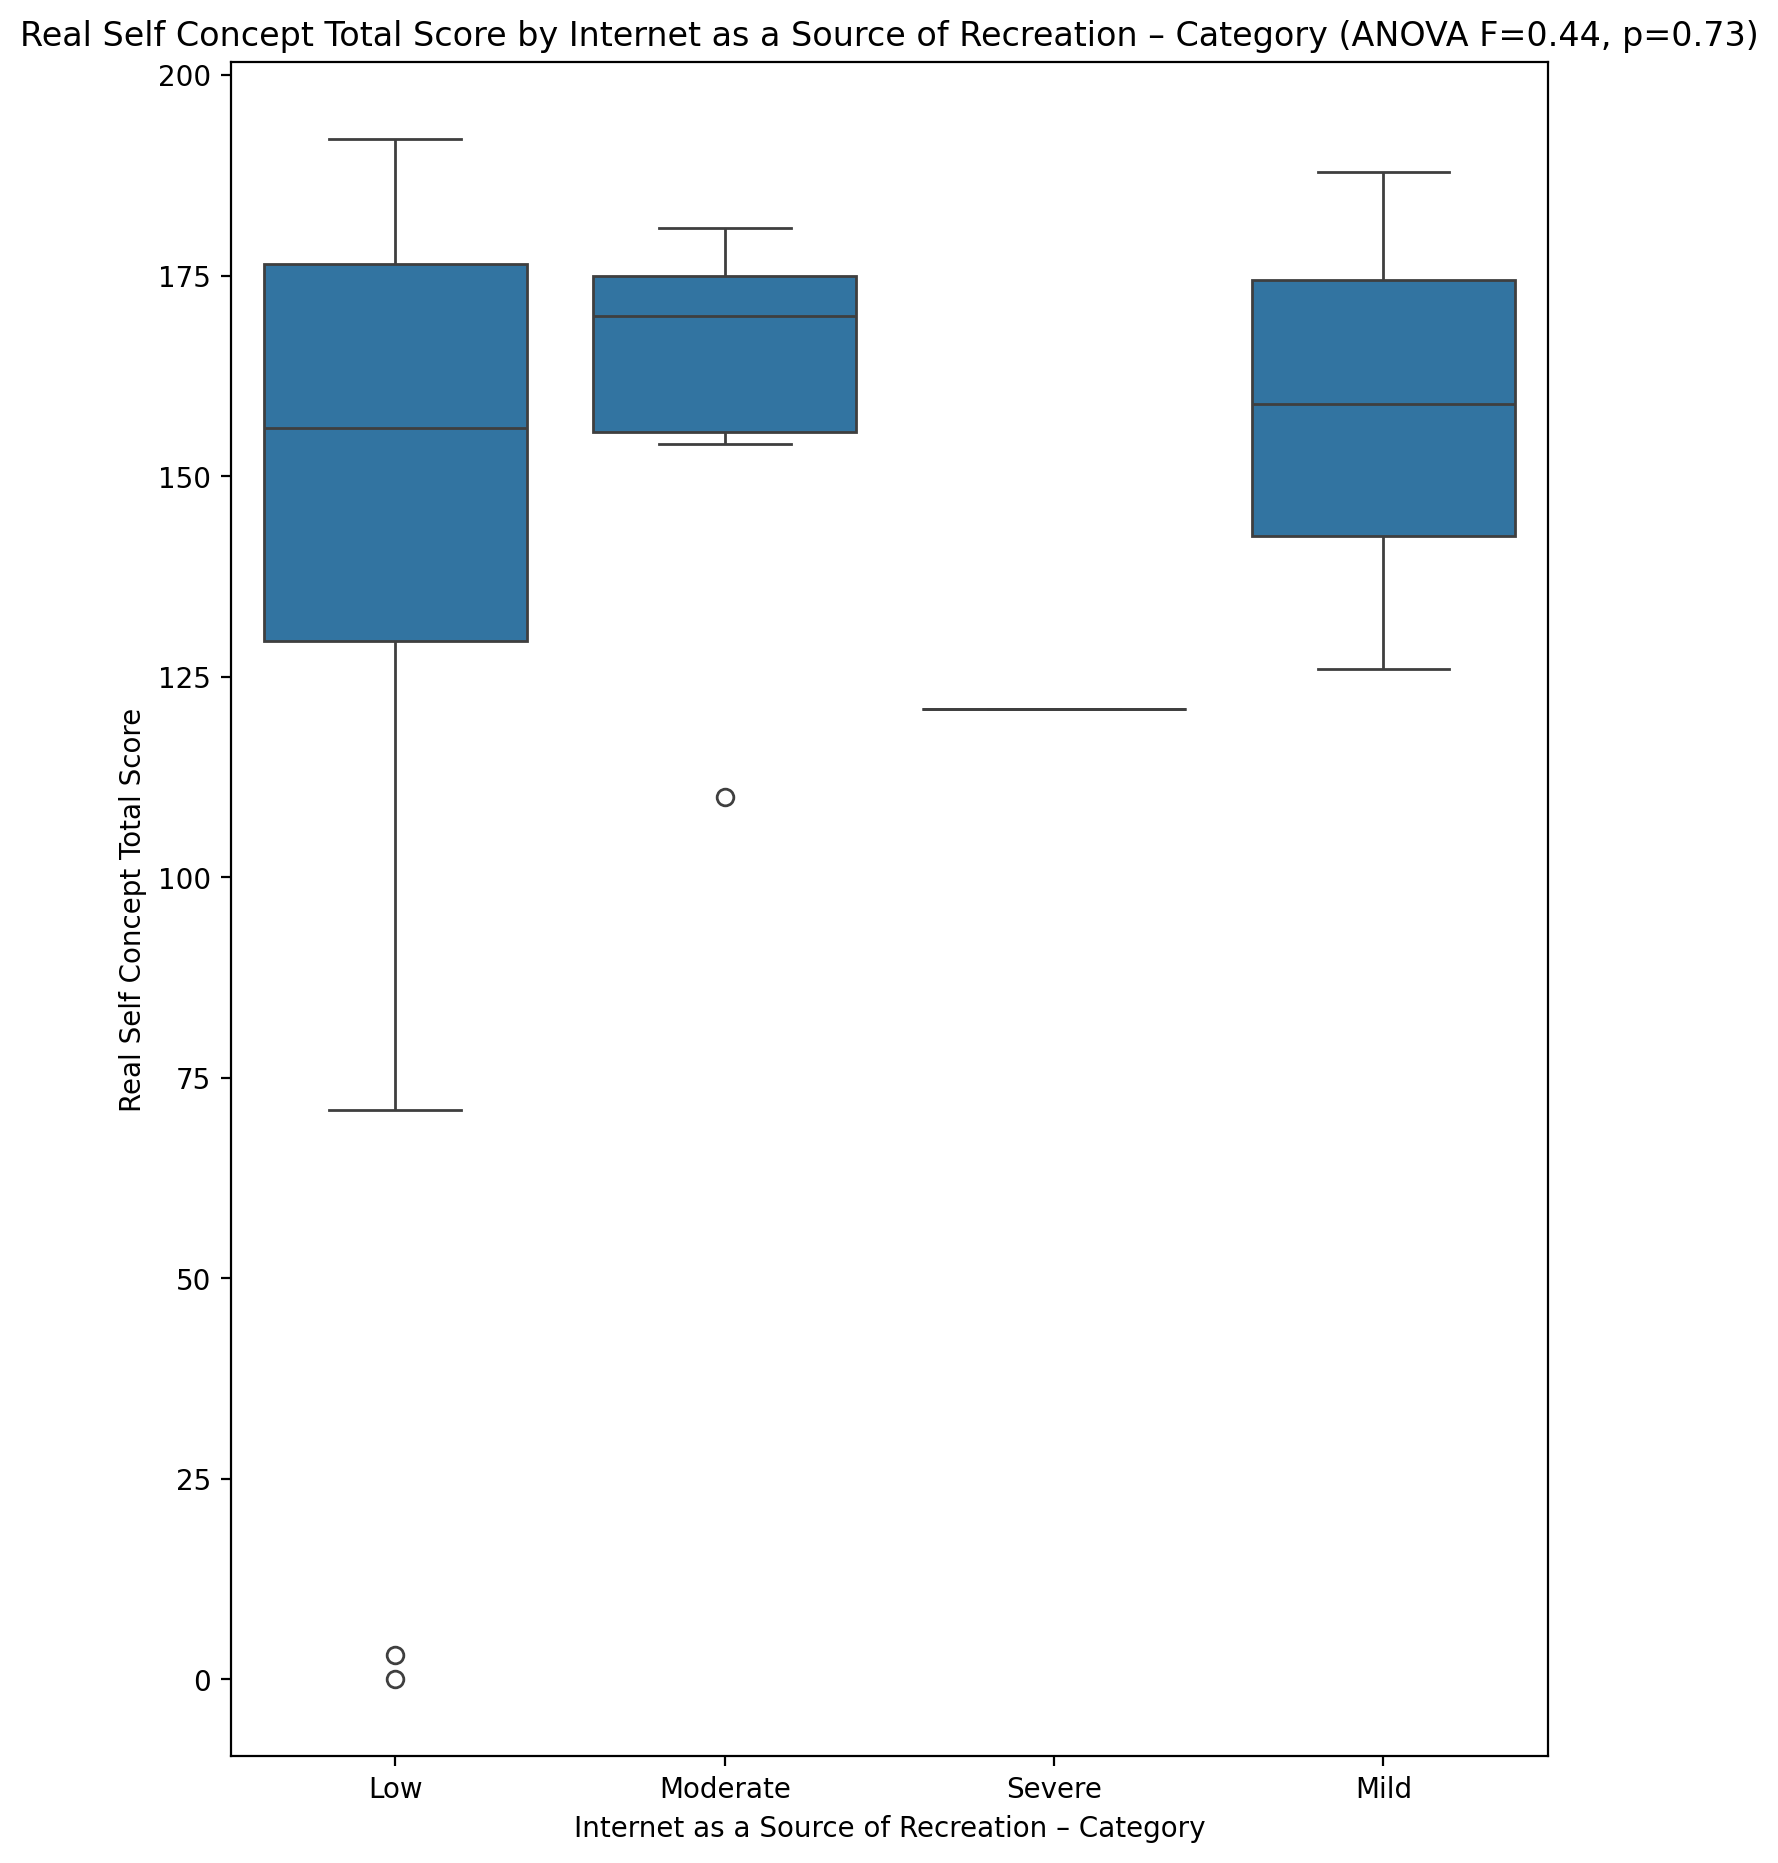 Real Self Concept Total Score by Internet as a Source of Recreation – Category (ANOVA F=0.44, p=0.73)
Real Self Concept Total Score
200
175
150
125
100
75
50
25
0
Low Moderate Severe Mild
Internet as a Source of Recreation – Category